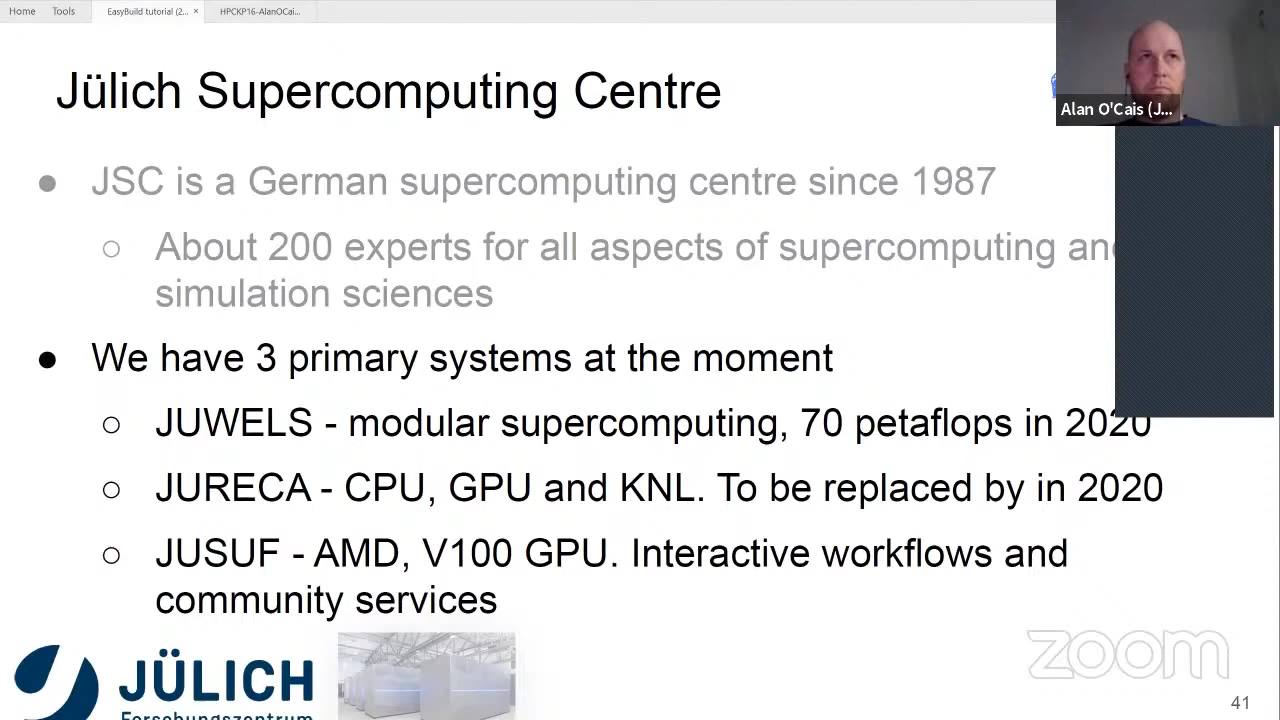 Home Tools EasyBuild tutorial (2... × HPCKP16-AlanOCai...
Jülich Supercomputing Centre
Alan O'Cais (J...
● JSC is a German supercomputing centre since 1987
○ About 200 experts for all aspects of supercomputing and
simulation sciences
● We have 3 primary systems at the moment
○ JUWELS - modular supercomputing, 70 petaflops in 2020
○ JURECA - CPU, GPU and KNL. To be replaced by in 2020
○ JUSUF - AMD, V100 GPU. Interactive workflows and
community services
JÜLICH
Forschungszentrum
zoom
41